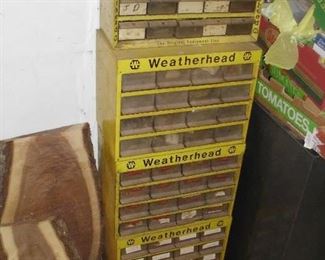 J D
The Original Equipment Line
Weatherhead
TOMATOES
Weatherhead
Weatherhead